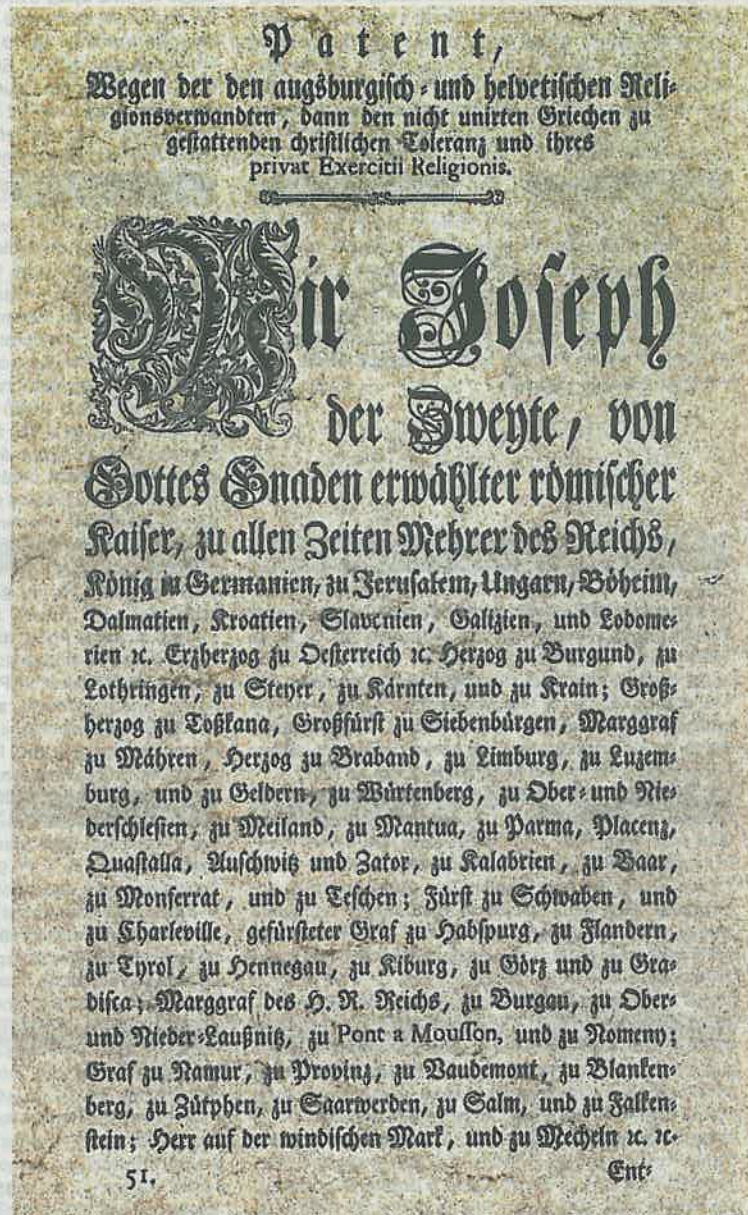 Patent,
Wegen der den augsburgisch- und helvetischen Reli-
gionsverwandten, dann den nicht unirten Griechen zu
gestattenden christlichen Toleranz und ihres
privat Exercitii Religionis.
Wir Joseph
der Zweyte, von
Gottes Gnaden erwählter römischer
Kaiser, zu allen Zeiten Mehrer des Reichs,
König in Germanien, zu Jerusalem, Ungarn, Böheim,
Dalmatien, Kroatien, Slavenien, Galizien, und Lodome-
rien ꝛc. Erzherzog zu Oesterreich ꝛc. Herzog zu Burgund, zu
Lothringen, zu Steyer, zu Kärnten, und zu Krain; Groß-
herzog zu Toßkana, Großfürst zu Siebenbürgen, Marggraf
zu Mähren, Herzog zu Braband, zu Limburg, zu Luzem-
burg, und zu Geldern, zu Würtenberg, zu Ober- und Nie-
derschlesien, zu Meiland, zu Mantua, zu Parma, Placenz,
Quastalla, Auschwitz und Zator, zu Kalabrien, zu Baar,
zu Monferrat, und zu Teschen; Fürst zu Schwaben, und
zu Charleville, gefürsteter Graf zu Habspurg, zu Flandern,
zu Tyrol, zu Hennegau, zu Kiburg, zu Görz und zu Gra-
disca; Marggraf des H. R. Reichs, zu Burgau, zu Ober-
und Nieder-Laußnitz, zu Pont a Mousson, und zu Nomeny;
Graf zu Namur, zu Provinz, zu Vaudemont, zu Blanken-
berg, zu Zütphen, zu Saarwerden, zu Salm, und zu Falken-
stein; Herr auf der windischen Mark, und zu Mecheln ꝛc. ꝛc.
51. Ent-